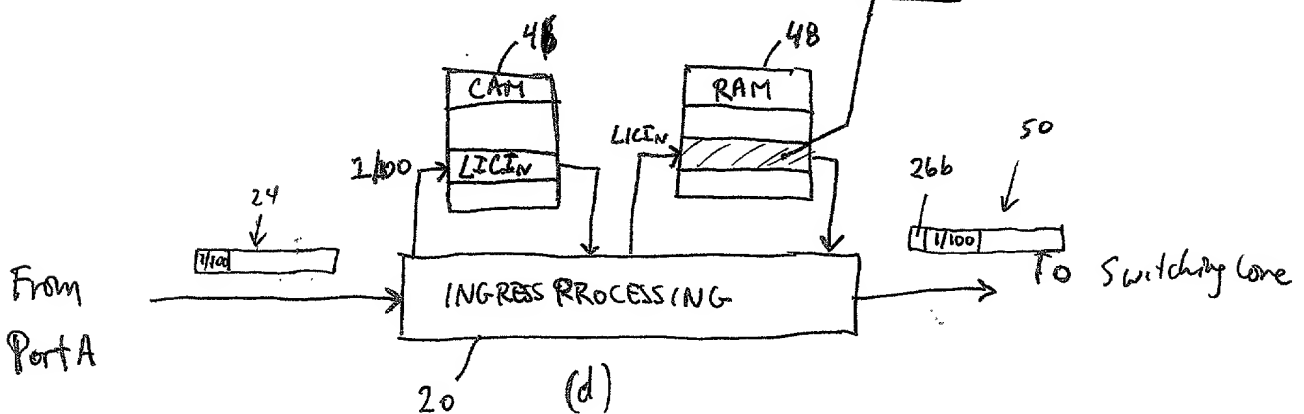 48
CAM
RAM
LICIN
50
1/100
LICIN
26b
24
1/100
1/100
From
INGRESS PROCESSING
To Switching Core
Port A
20
(d)